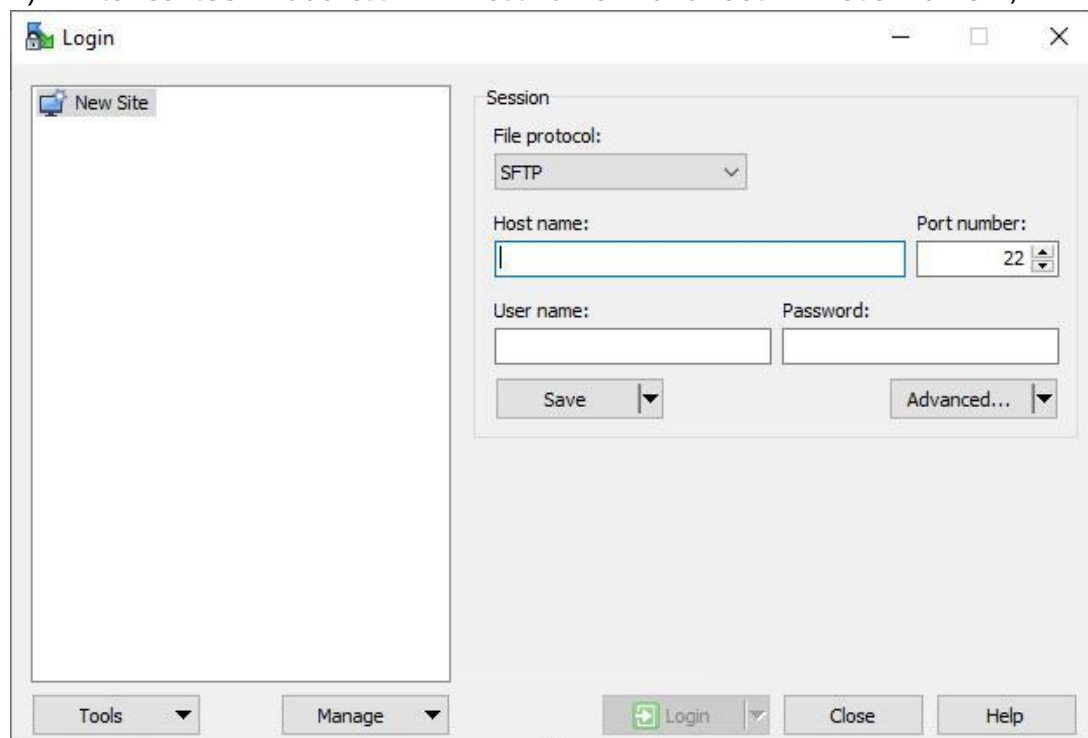 Login
New Site
Session
File protocol:
SFTP
Host name:
Port number:
22
User name:
Password:
Save
Advanced...
Tools
Manage
Login
Close
Help